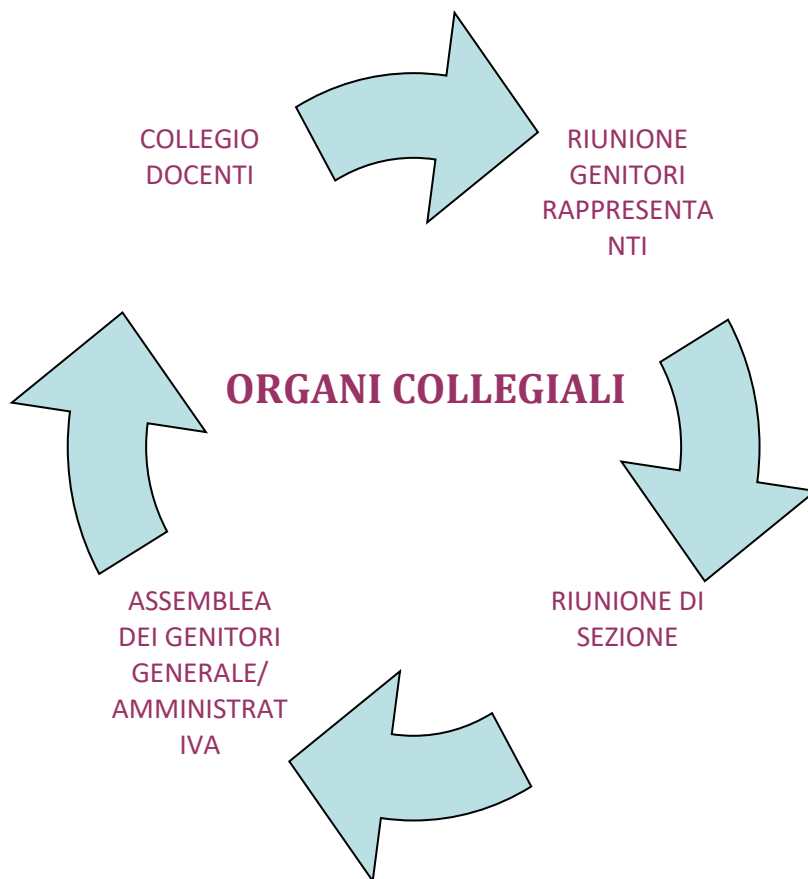 COLLEGIO
DOCENTI
RIUNIONE
GENITORI
RAPPRESENTA
NTI
ORGANI COLLEGIALI
ASSEMBLEA
DEI GENITORI
GENERALE/
AMMINISTRAT
IVA
RIUNIONE DI
SEZIONE